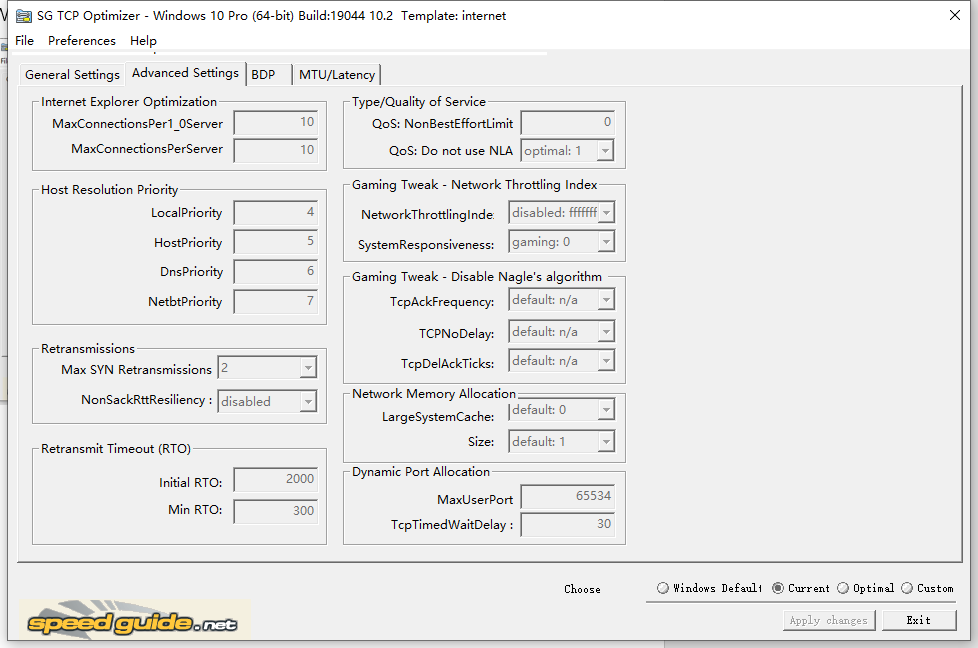 SG TCP Optimizer - Windows 10 Pro (64-bit) Build:19044 10.2 Template: internet
File Preferences Help
General Settings Advanced Settings BDP MTU/Latency
Internet Explorer Optimization
MaxConnectionsPer1_0Server 10
MaxConnectionsPerServer 10
Host Resolution Priority
LocalPriority 4
HostPriority 5
DnsPriority 6
NetbtPriority 7
Retransmissions
Max SYN Retransmissions 2
NonSackRttResiliency : disabled
Retransmit Timeout (RTO)
Initial RTO: 2000
Min RTO: 300
Type/Quality of Service
QoS: NonBestEffortLimit 0
QoS: Do not use NLA optimal: 1
Gaming Tweak - Network Throttling Index
NetworkThrottlingInde disabled: fffffff
SystemResponsiveness: gaming: 0
Gaming Tweak - Disable Nagle's algorithm
TcpAckFrequency: default: n/a
TCPNoDelay: default: n/a
TcpDelAckTicks: default: n/a
Network Memory Allocation
LargeSystemCache: default: 0
Size: default: 1
Dynamic Port Allocation
MaxUserPort 65534
TcpTimedWaitDelay : 30
Choose Windows Default Current Optimal Custom
speedguide.net Apply changes Exit